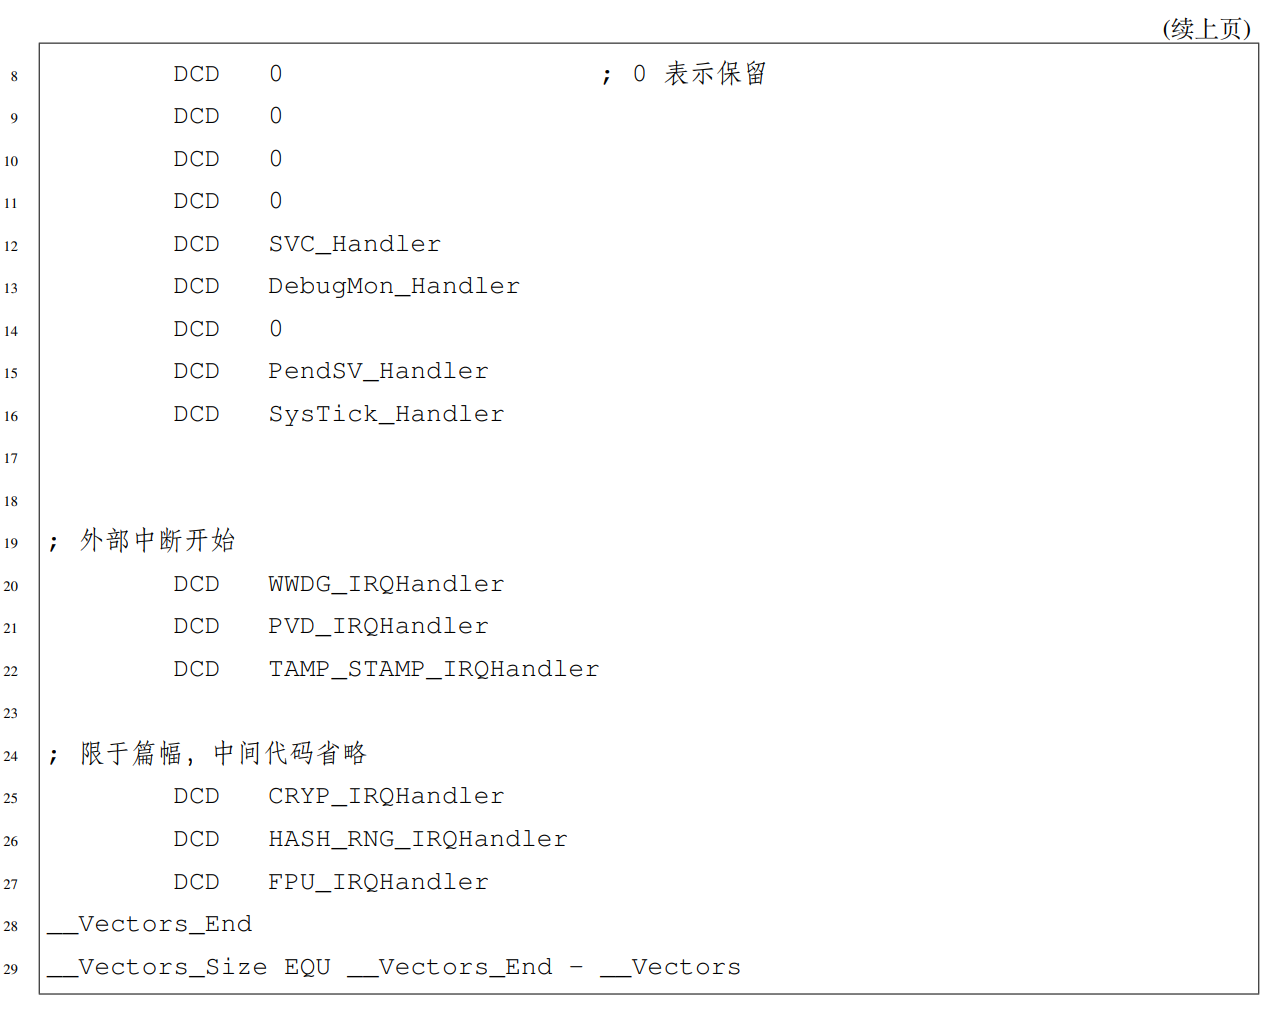 (续上页)
8 DCD 0 ; 0 表示保留
9 DCD 0
10 DCD 0
11 DCD 0
12 DCD SVC_Handler
13 DCD DebugMon_Handler
14 DCD 0
15 DCD PendSV_Handler
16 DCD SysTick_Handler
17
18
19 ; 外部中断开始
20 DCD WWDG_IRQHandler
21 DCD PVD_IRQHandler
22 DCD TAMP_STAMP_IRQHandler
23
24 ; 限于篇幅，中间代码省略
25 DCD CRYP_IRQHandler
26 DCD HASH_RNG_IRQHandler
27 DCD FPU_IRQHandler
28 __Vectors_End
29 __Vectors_Size EQU __Vectors_End - __Vectors